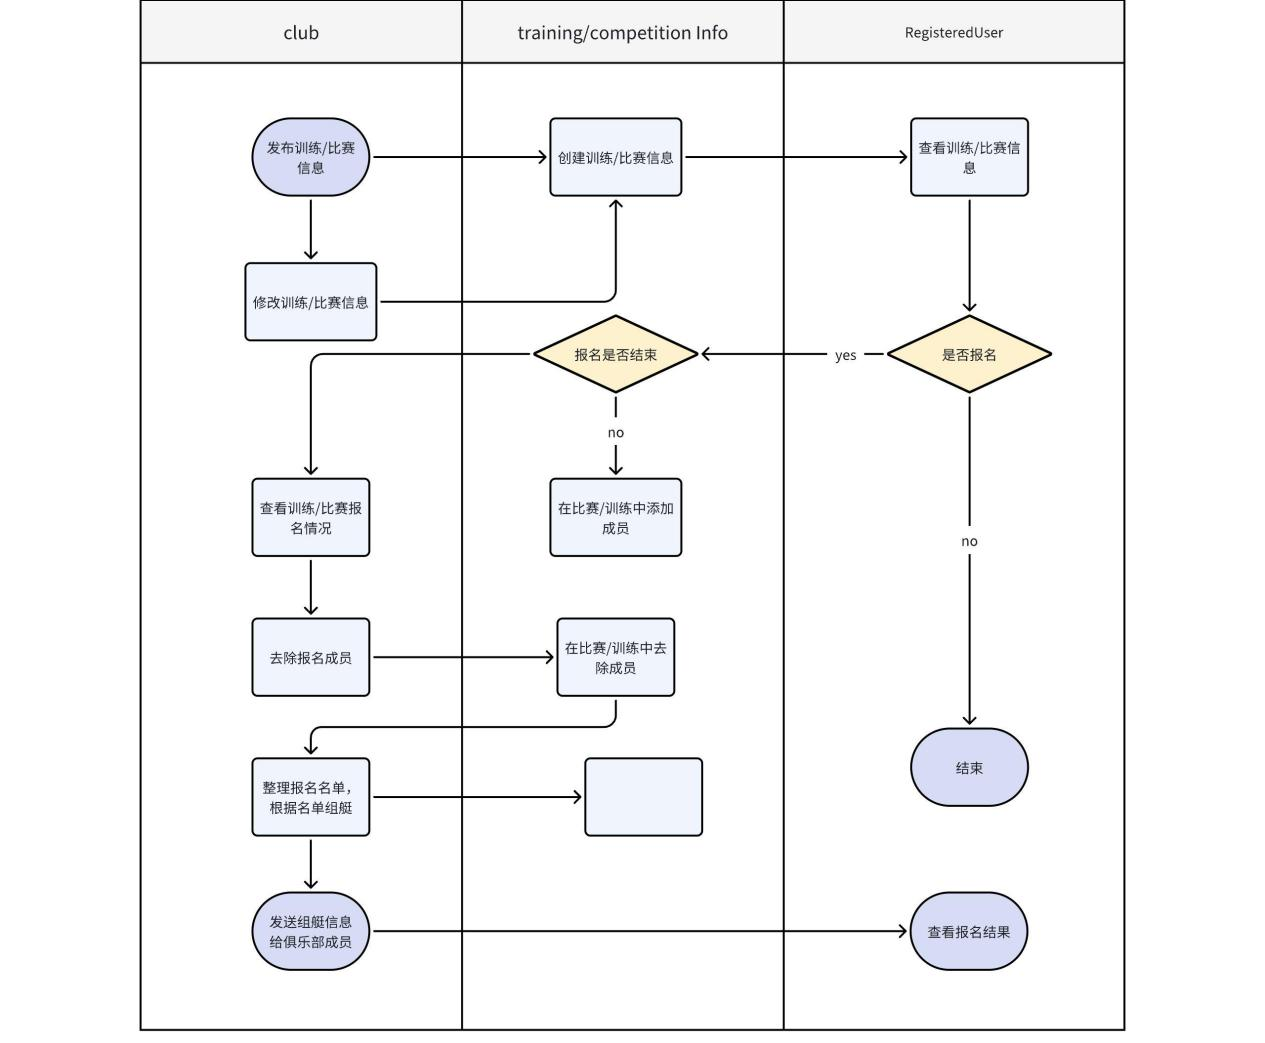 club
training/competition Info
RegisteredUser
发布训练/比赛
信息
创建训练/比赛信息
查看训练/比赛信
息
修改训练/比赛信息
报名是否结束
yes
是否报名
no
查看训练/比赛报
名情况
在比赛/训练中添加
成员
no
去除报名成员
在比赛/训练中去
除成员
整理报名名单，
根据名单组艇
结束
发送组艇信息
给俱乐部成员
查看报名结果